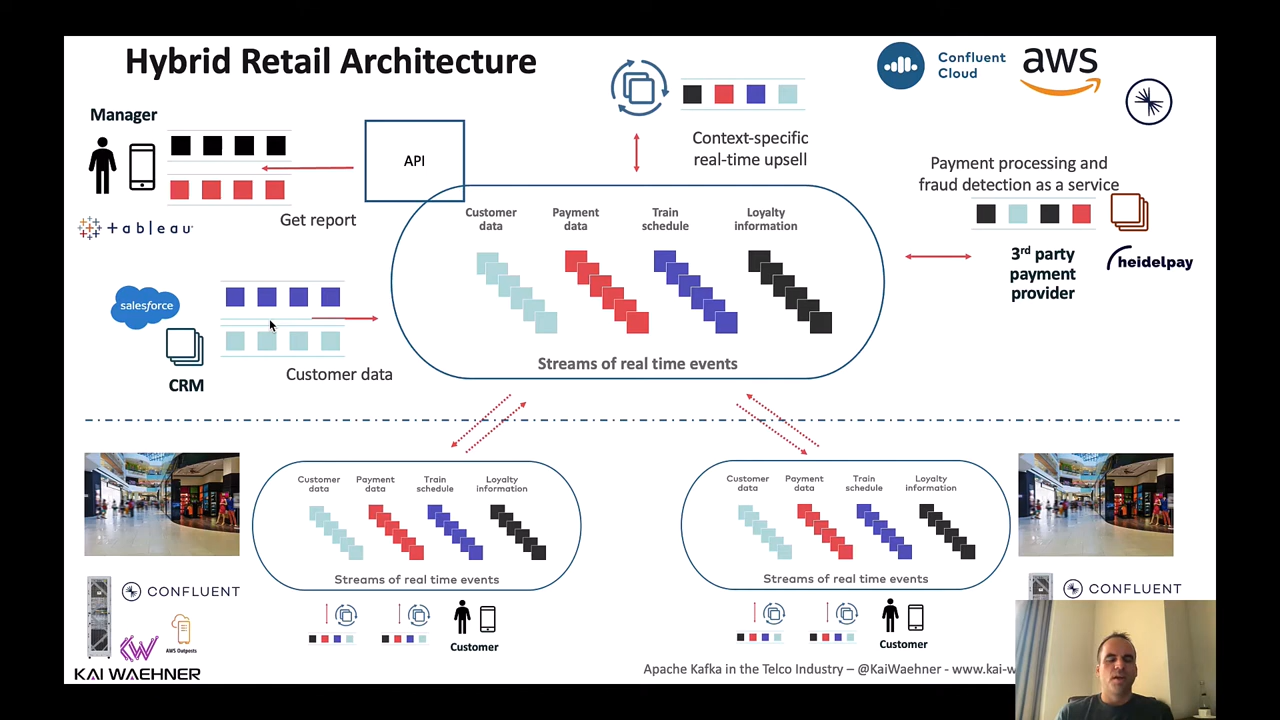 Hybrid Retail Architecture
Confluent
Cloud
aws
Manager
API
Context-specific
real-time upsell
Payment processing and
fraud detection as a service
Get report
+ableau
Customer
data
Payment
data
Train
schedule
Loyalty
information
3rd party
payment
provider
heidelpay
salesforce
CRM
Customer data
Streams of real time events
Customer
data
Payment
data
Train
schedule
Loyalty
information
Streams of real time events
Customer
data
Payment
data
Train
schedule
Loyalty
information
Streams of real time events
CONFLUENT
CONFLUENT
AWS Outposts
Customer
Customer
KAI WAEHNER
Apache Kafka in the Telco Industry – @KaiWaehner - www.kai-w